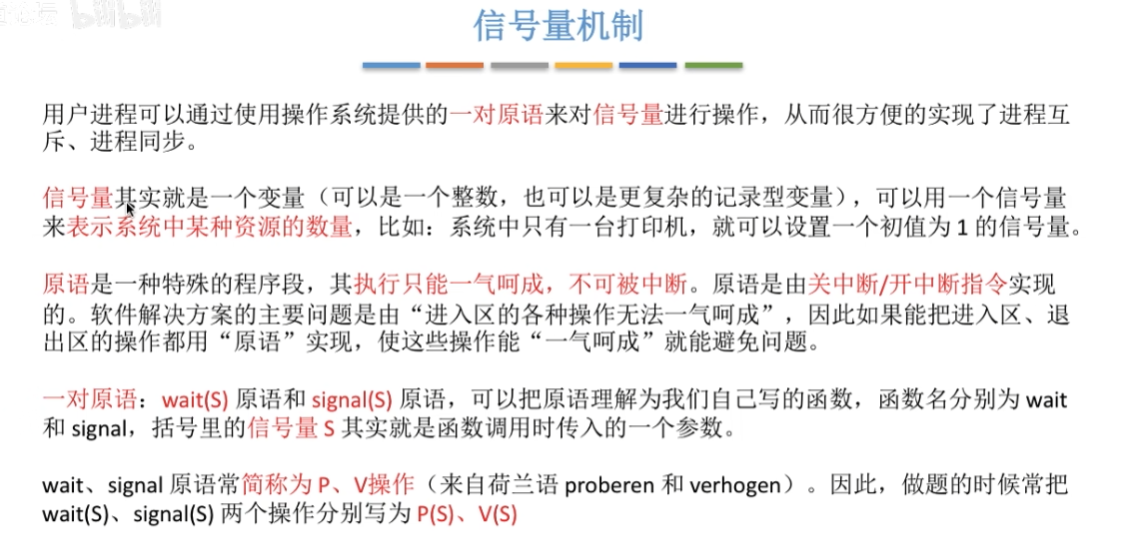 bilibili
信号量机制
用户进程可以通过使用操作系统提供的一对原语来对信号量进行操作，从而很方便的实现了进程互
斥、进程同步。
信号量其实就是一个变量（可以是一个整数，也可以是更复杂的记录型变量），可以用一个信号量
来表示系统中某种资源的数量，比如：系统中只有一台打印机，就可以设置一个初值为 1 的信号量。
原语是一种特殊的程序段，其执行只能一气呵成，不可被中断。原语是由关中断/开中断指令实现
的。软件解决方案的主要问题是由“进入区的各种操作无法一气呵成”，因此如果能把进入区、退
出区的操作都用“原语”实现，使这些操作能“一气呵成”就能避免问题。
一对原语：wait(S) 原语和 signal(S) 原语，可以把原语理解为我们自己写的函数，函数名分别为 wait
和 signal，括号里的信号量 S 其实就是函数调用时传入的一个参数。
wait、signal 原语常简称为 P、V操作（来自荷兰语 proberen 和 verhogen）。因此，做题的时候常把
wait(S)、signal(S) 两个操作分别写为 P(S)、V(S)